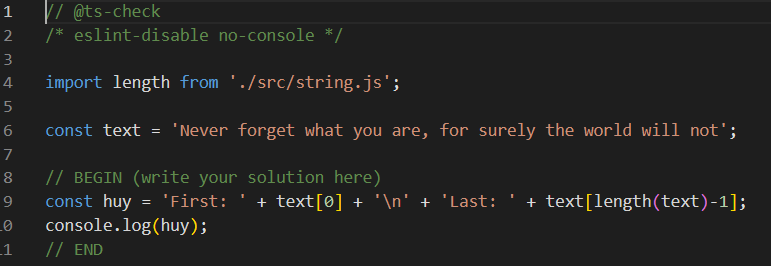 1 // @ts-check
2 /* eslint-disable no-console */
3
4 import length from './src/string.js';
5
6 const text = 'Never forget what you are, for surely the world will not';
7
8 // BEGIN (write your solution here)
9 const huy = 'First: ' + text[0] + '\n' + 'Last: ' + text[length(text)-1];
10 console.log(huy);
11 // END